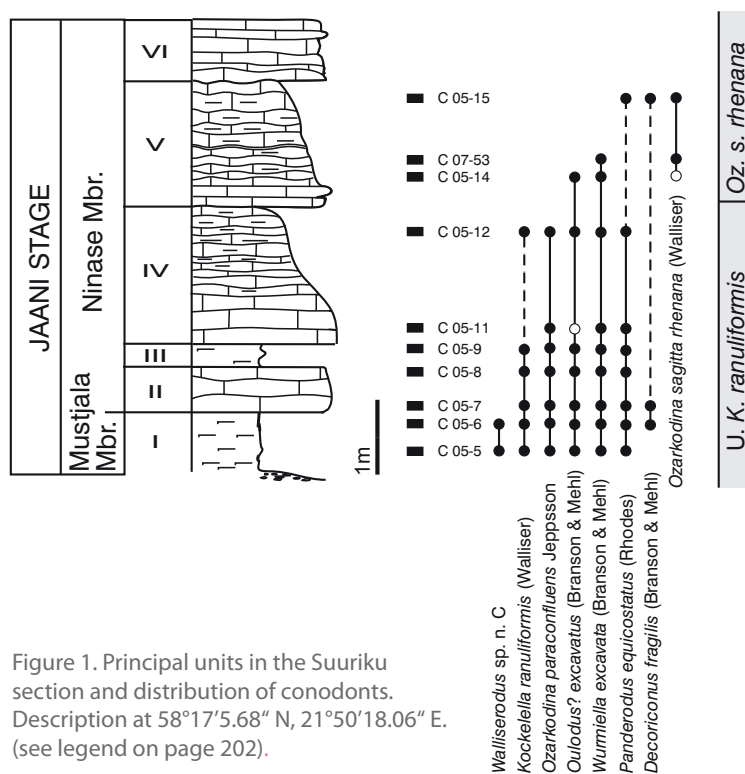 JAANI STAGE
Mustjala
Mbr.
Ninase Mbr.
VI
V
IV
III
II
I
1m
C 05-15
C 07-53
C 05-14
C 05-12
C 05-11
C 05-9
C 05-8
C 05-7
C 05-6
C 05-5
Walliserodus sp. n. C
Kockelella ranuliformis (Walliser)
Ozarkodina paraconfluens Jeppsson
Oulodus? excavatus (Branson & Mehl)
Wurmiella excavata (Branson & Mehl)
Panderodus equicostatus (Rhodes)
Decoriconus fragilis (Branson & Mehl)
Ozarkodina sagitta rhenana (Walliser)
U. K. ranuliformis
Oz. s. rhenana
Figure 1. Principal units in the Suuriku
section and distribution of conodonts.
Description at 58°17’5.68“ N, 21°50’18.06“ E.
(see legend on page 202).